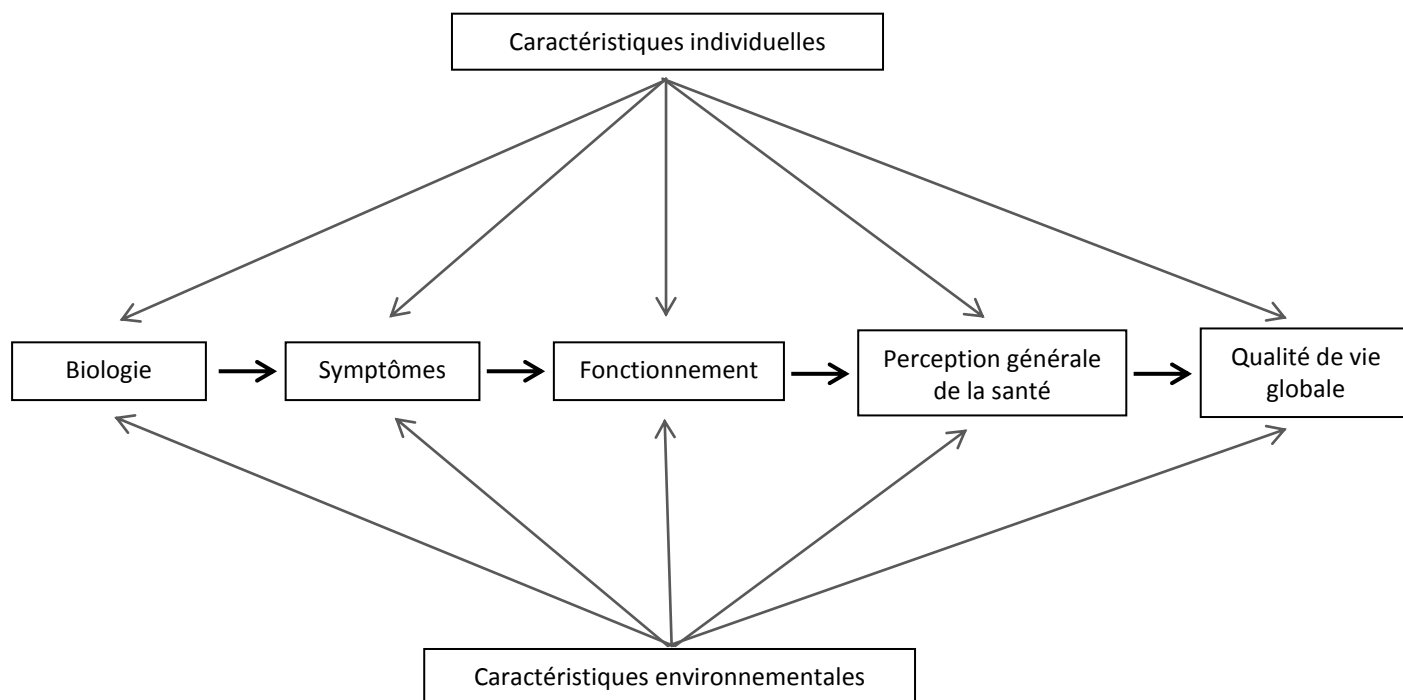 Caractéristiques individuelles
Biologie
Symptômes
Fonctionnement
Perception générale
de la santé
Qualité de vie
globale
Caractéristiques environnementales